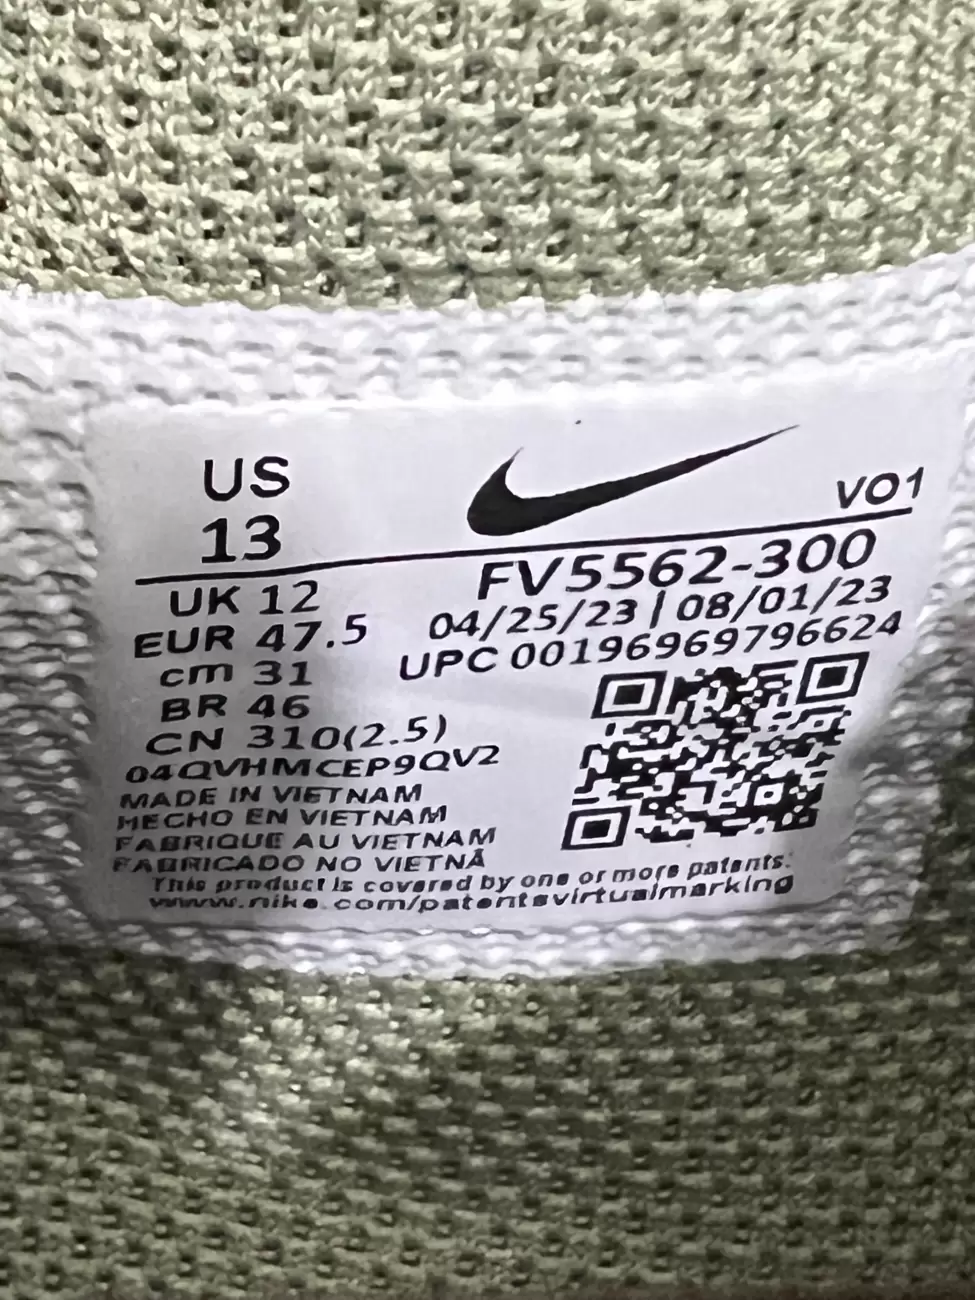 US
13
VO1
UK 12
EUR 47.5
cm 31
BR 46
CN 310(2.5)
04QVHMCEP9QV2
FV5562-300
04/25/23 | 08/01/23
UPC 00196969796624
MADE IN VIETNAM
HECHO EN VIETNAM
FABRIQUE AU VIETNAM
FABRICADO NO VIETNÃ
This product is covered by one or more patents.
www.nike.com/patentsvirtualmarking